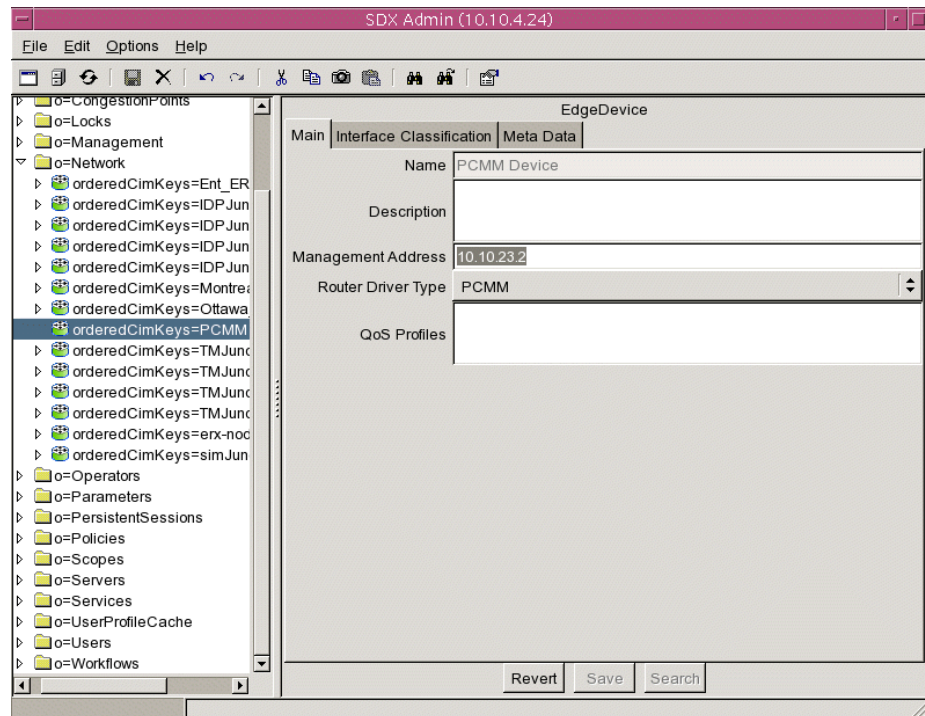 SDX Admin (10.10.4.24)
File Edit Options Help
o=CongestionPoints
o=Locks
o=Management
o=Network
orderedCimKeys=Ent_ER
orderedCimKeys=IDPJun
orderedCimKeys=IDPJun
orderedCimKeys=IDPJun
orderedCimKeys=IDPJun
orderedCimKeys=Montrea
orderedCimKeys=Ottawa_
orderedCimKeys=PCMM
orderedCimKeys=TMJunc
orderedCimKeys=TMJunc
orderedCimKeys=TMJunc
orderedCimKeys=TMJunc
orderedCimKeys=erx-nod
orderedCimKeys=simJun
o=Operators
o=Parameters
o=PersistentSessions
o=Policies
o=Scopes
o=Servers
o=Services
o=UserProfileCache
o=Users
o=Workflows
EdgeDevice
Main Interface Classification Meta Data
Name PCMM Device
Description
Management Address 10.10.23.2
Router Driver Type PCMM
QoS Profiles
Revert Save Search